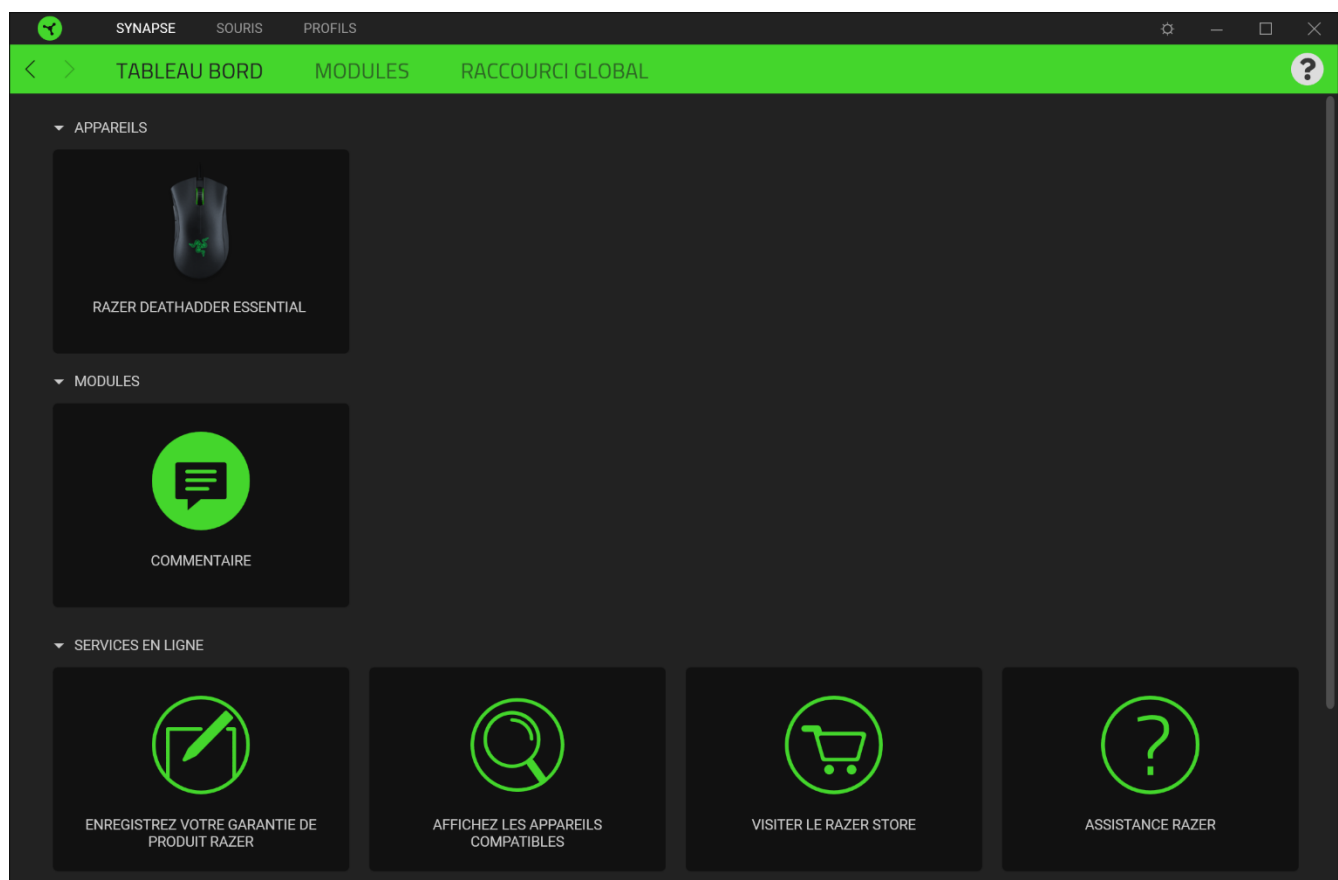 SYNAPSE SOURIS PROFILS
TABLEAU BORD MODULES RACCOURCI GLOBAL ?
APPAREILS
RAZER DEATHADDER ESSENTIAL
MODULES
COMMENTAIRE
SERVICES EN LIGNE
ENREGISTREZ VOTRE GARANTIE DE
PRODUIT RAZER
AFFICHEZ LES APPAREILS
COMPATIBLES
VISITER LE RAZER STORE
?
ASSISTANCE RAZER